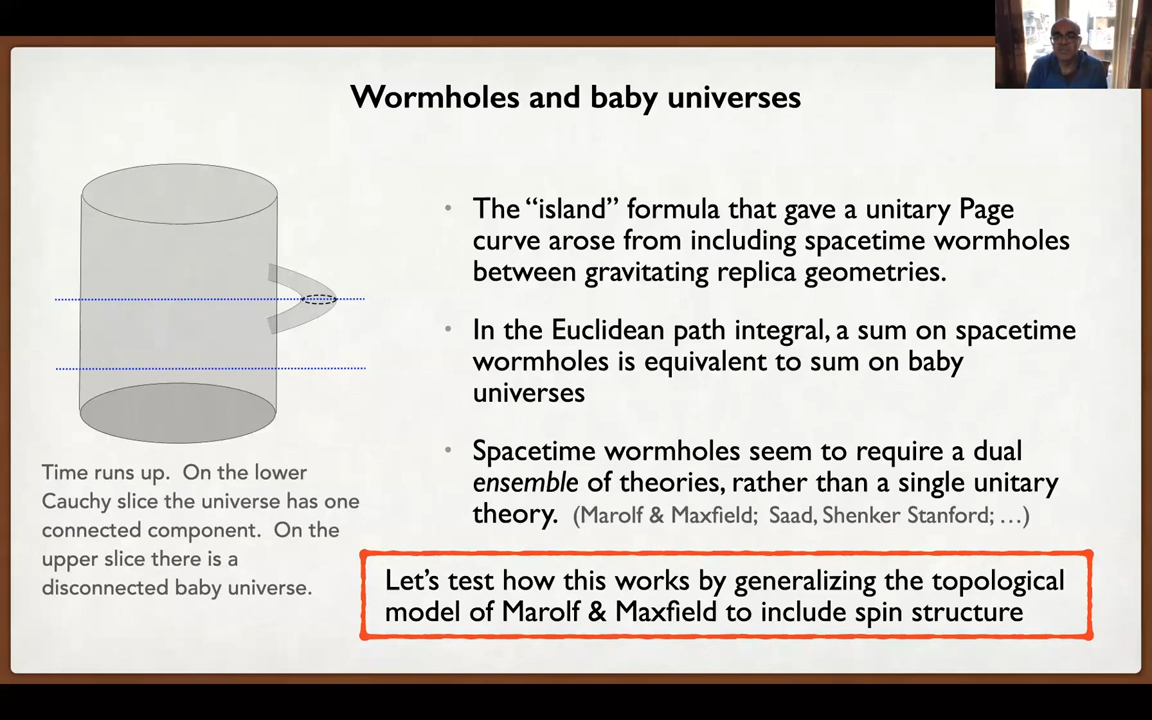 Wormholes and baby universes
• The “island” formula that gave a unitary Page
curve arose from including spacetime wormholes
between gravitating replica geometries.
• In the Euclidean path integral, a sum on spacetime
wormholes is equivalent to sum on baby
universes
• Spacetime wormholes seem to require a dual
ensemble of theories, rather than a single unitary
theory. (Marolf & Maxfield; Saad, Shenker Stanford; …)
Time runs up. On the lower
Cauchy slice the universe has one
connected component. On the
upper slice there is a
disconnected baby universe.
Let’s test how this works by generalizing the topological
model of Marolf & Maxfield to include spin structure